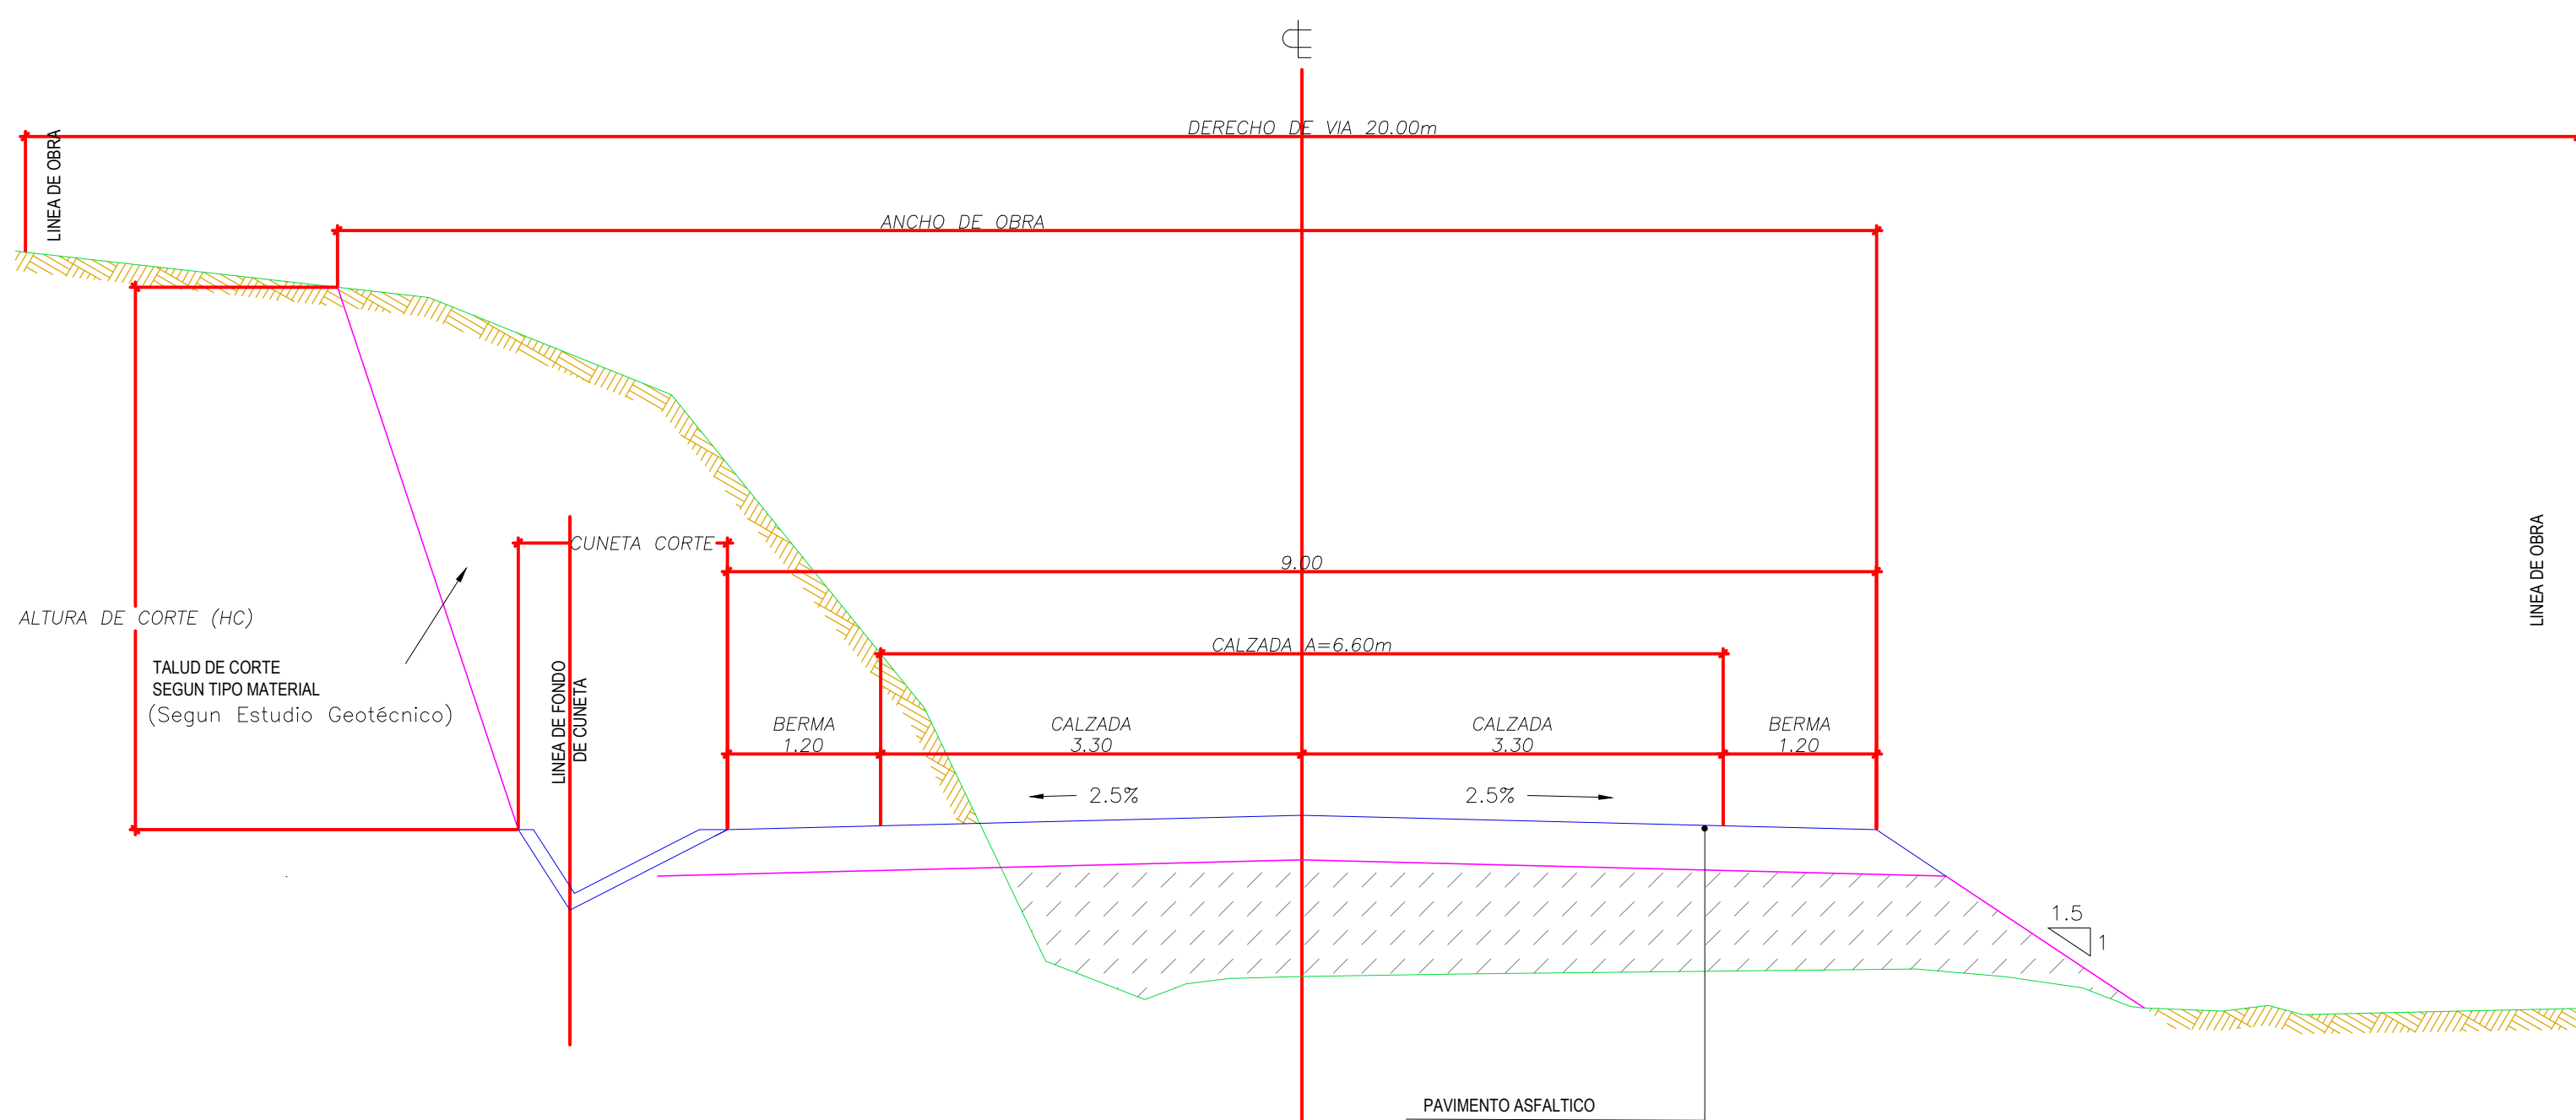 DERECHO DE VIA 20.00m
LINEA DE OBRA
ANCHO DE OBRA
CUNETA CORTE
9.00
LINEA DE OBRA
ALTURA DE CORTE (HC)
CALZADA A=6.60m
TALUD DE CORTE
SEGUN TIPO MATERIAL
(Segun Estudio Geotécnico)
LINEA DE FONDO
DE CUNETA
BERMA
1.20
CALZADA
3.30
CALZADA
3.30
BERMA
1.20
2.5%
2.5%
1.5
1
PAVIMENTO ASFALTICO